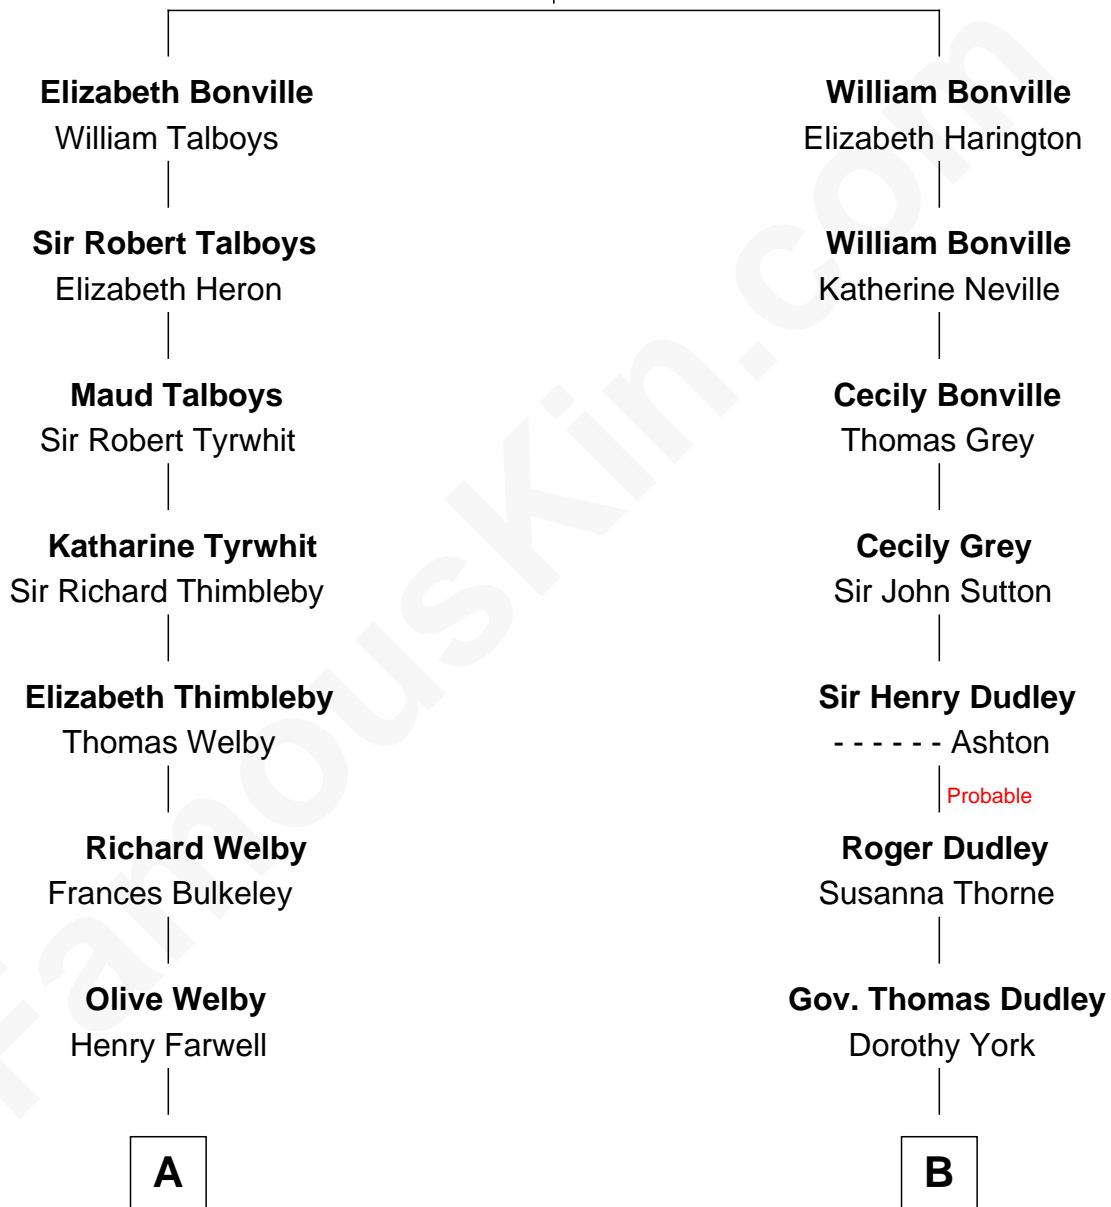 Elizabeth Bonville
William Talboys
William Bonville
Elizabeth Harington
Sir Robert Talboys
Elizabeth Heron
William Bonville
Katherine Neville
Maud Talboys
Sir Robert Tyrwhit
Cecily Bonville
Thomas Grey
Katharine Tyrwhit
Sir Richard Thimbleby
Cecily Grey
Sir John Sutton
Elizabeth Thimbleby
Thomas Welby
Sir Henry Dudley
- - - - - - Ashton
Probable
Richard Welby
Frances Bulkeley
Roger Dudley
Susanna Thorne
Olive Welby
Henry Farwell
Gov. Thomas Dudley
Dorothy York
A
B
FamousKin.com